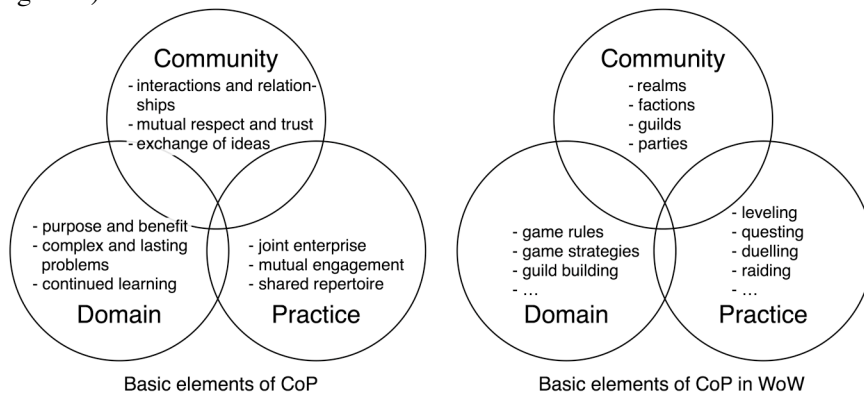 Community
- interactions and relation-
ships
- mutual respect and trust
- exchange of ideas
- purpose and benefit
- complex and lasting
problems
- continued learning
Domain
- joint enterprise
- mutual engagement
- shared repertoire
Practice
Basic elements of CoP
Community
- realms
- factions
- guilds
- parties
- game rules
- game strategies
- guild building
- ...
Domain
- leveling
- questing
- duelling
- raiding
- ...
Practice
Basic elements of CoP in WoW